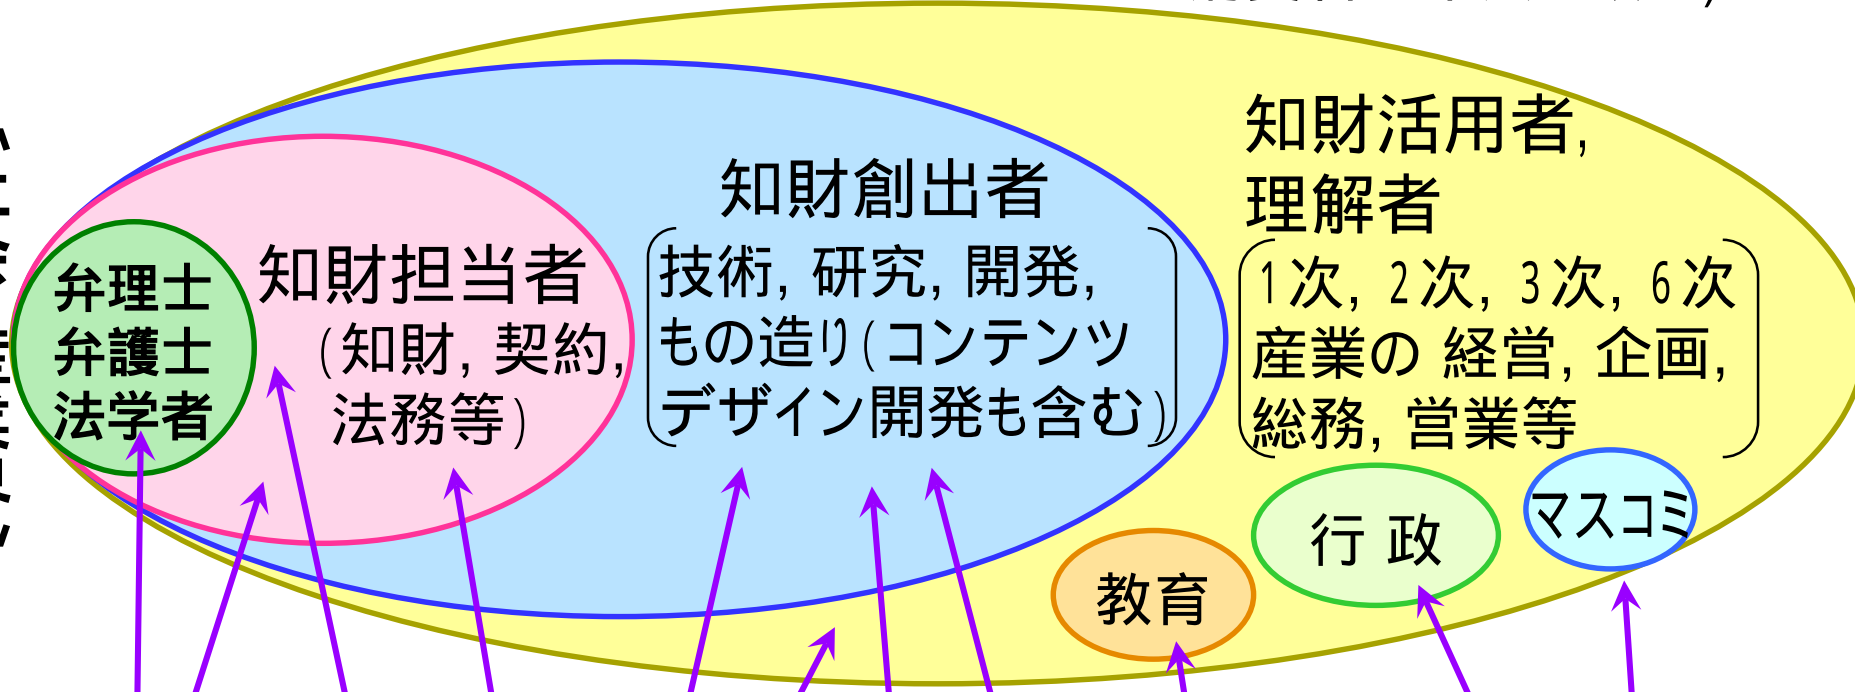 弁理士
弁護士
法学者
知財担当者
(知財, 契約,
法務等)
知財創出者
技術, 研究, 開発,
もの造り(コンテンツ
デザイン開発も含む)
知財活用者,
理解者
1次, 2次, 3次, 6次
産業の 経営, 企画,
総務, 営業等
教育
行 政
マスコミ